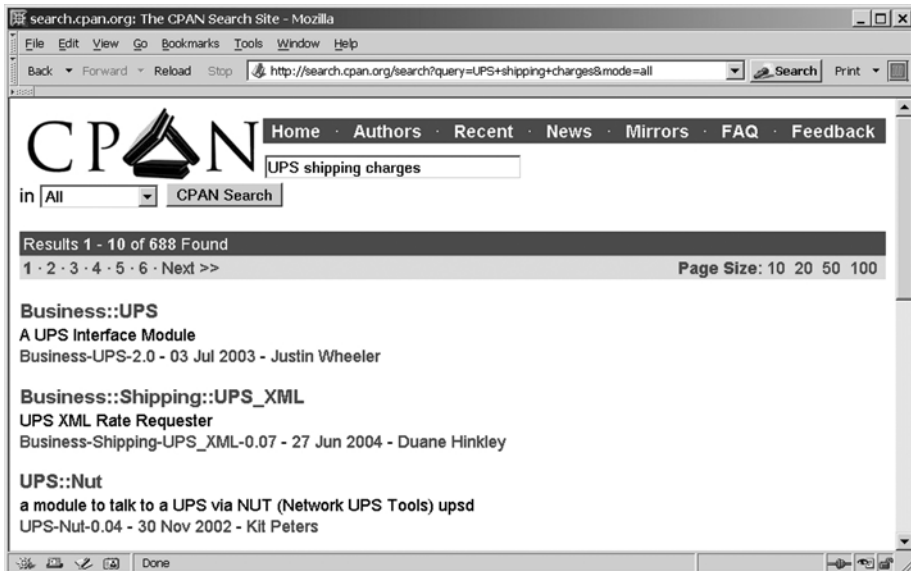 search.cpan.org: The CPAN Search Site - Mozilla
File Edit View Go Bookmarks Tools Window Help
Back Forward Reload Stop http://search.cpan.org/search?query=UPS+shipping+charges&mode=all Search Print
CPAN
Home · Authors · Recent · News · Mirrors · FAQ · Feedback
UPS shipping charges
in All CPAN Search
Results 1 - 10 of 688 Found
1 · 2 · 3 · 4 · 5 · 6 · Next >> Page Size: 10 20 50 100
Business::UPS
A UPS Interface Module
Business-UPS-2.0 - 03 Jul 2003 - Justin Wheeler
Business::Shipping::UPS_XML
UPS XML Rate Requester
Business-Shipping-UPS_XML-0.07 - 27 Jun 2004 - Duane Hinkley
UPS::Nut
a module to talk to a UPS via NUT (Network UPS Tools) upsd
UPS-Nut-0.04 - 30 Nov 2002 - Kit Peters
Done